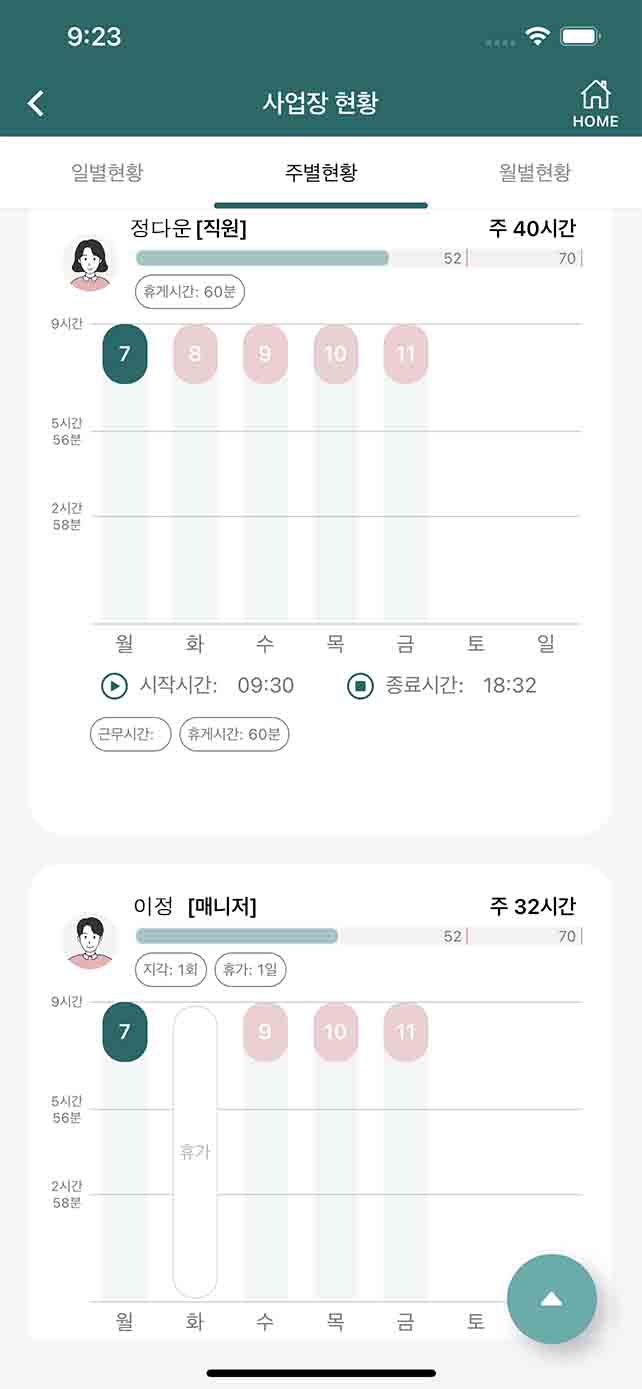 9:23
사업장 현황
HOME
일별현황 주별현황 월별현황
정다운 [직원] 주 40시간
52 70
휴게시간: 60분
9시간
7 8 9 10 11
5시간
56분
2시간
58분
월 화 수 목 금 토 일
시작시간: 09:30 종료시간: 18:32
근무시간: 휴게시간: 60분
이정 [매니저] 주 32시간
52 70
지각: 1회 휴가: 1일
9시간
7 9 10 11
5시간
56분
휴가
2시간
58분
월 화 수 목 금 토